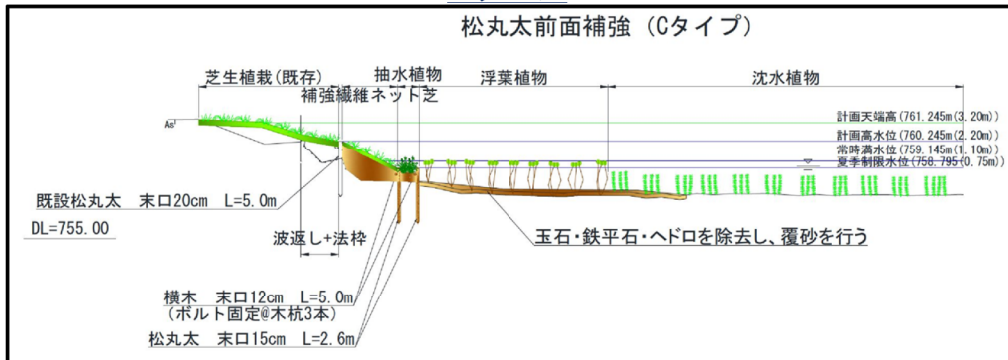 松丸太前面補強 (Cタイプ)
芝生植栽(既存)
抽水植物
浮葉植物
沈水植物
補強繊維ネット芝
As
計画天端高(761.245m(3.20m))
計画高水位(760.245m(2.20m))
常時満水位(759.145m(1.10m))
夏季制限水位(758.795(0.75m))
既設松丸太 末口20cm L=5.0m
DL=755.00
波返し+法枠
玉石・鉄平石・ヘドロを除去し、覆砂を行う
横木 末口12cm L=5.0m
(ボルト固定@木杭3本)
松丸太 末口15cm L=2.6m